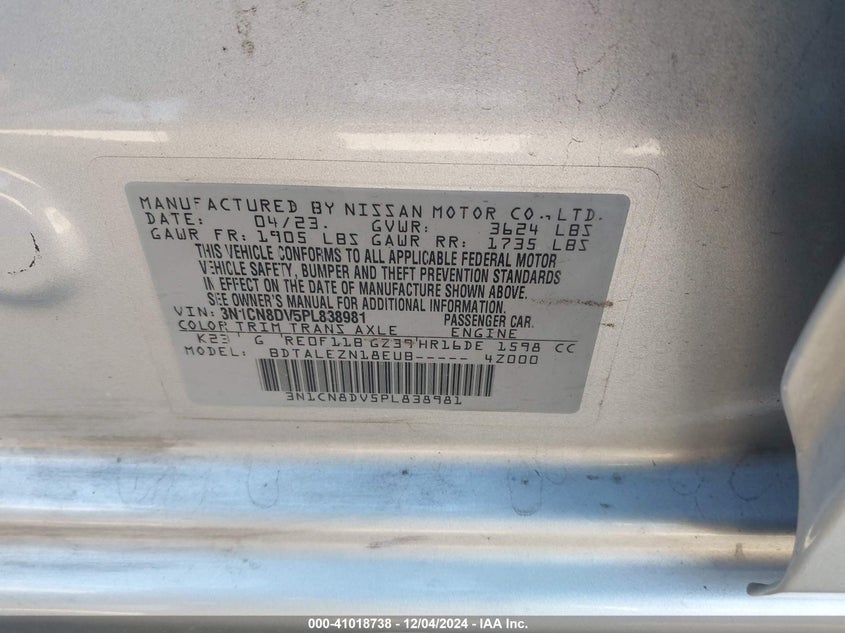 MANUFACTURED BY NISSAN MOTOR CO., LTD.
DATE: 04/23. GVWR: 3624 LBS
GAWR FR: 1905 LBS GAWR RR: 1735 LBS
THIS VEHICLE CONFORMS TO ALL APPLICABLE FEDERAL MOTOR
VEHICLE SAFETY, BUMPER AND THEFT PREVENTION STANDARDS
IN EFFECT ON THE DATE OF MANUFACTURE SHOWN ABOVE.
SEE OWNER'S MANUAL FOR ADDITIONAL INFORMATION.
VIN: 3N1CN8DV5PL838981 PASSENGER CAR.
COLOR TRIM TRANS AXLE ENGINE
K23 G RE0F11B GZ39 HR16DE 1598 CC
MODEL: BDTALEZN18EUB----- 4Z000
3N1CN8DV5PL838981
000-41018738 - 12/04/2024 - IAA Inc.